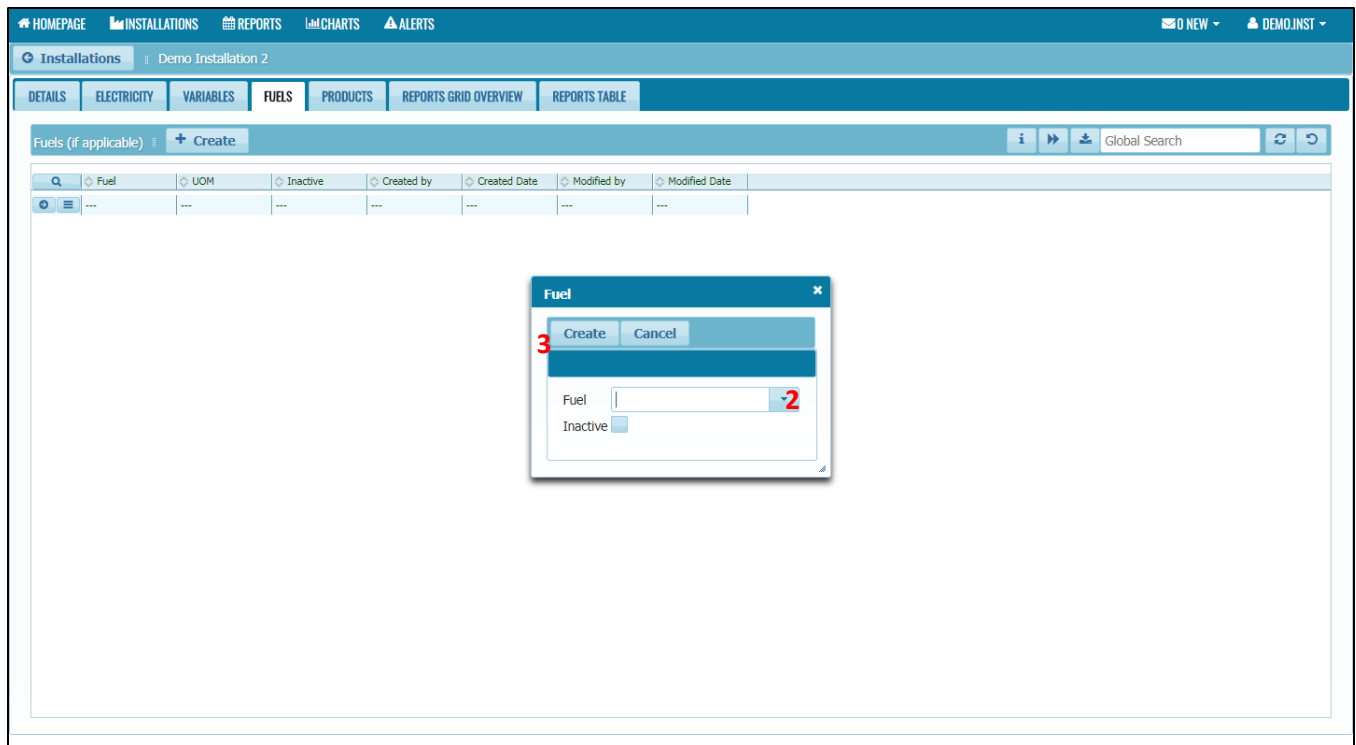 HOMEPAGE INSTALLATIONS REPORTS CHARTS ALERTS 0 NEW DEMO.INST
Installations Demo Installation 2
DETAILS ELECTRICITY VARIABLES FUELS PRODUCTS REPORTS GRID OVERVIEW REPORTS TABLE
Fuels (if applicable) + Create i Global Search
Fuel UOM Inactive Created by Created Date Modified by Modified Date
--- --- --- --- --- --- ---
Fuel ×
Create Cancel
3
Fuel 2
Inactive